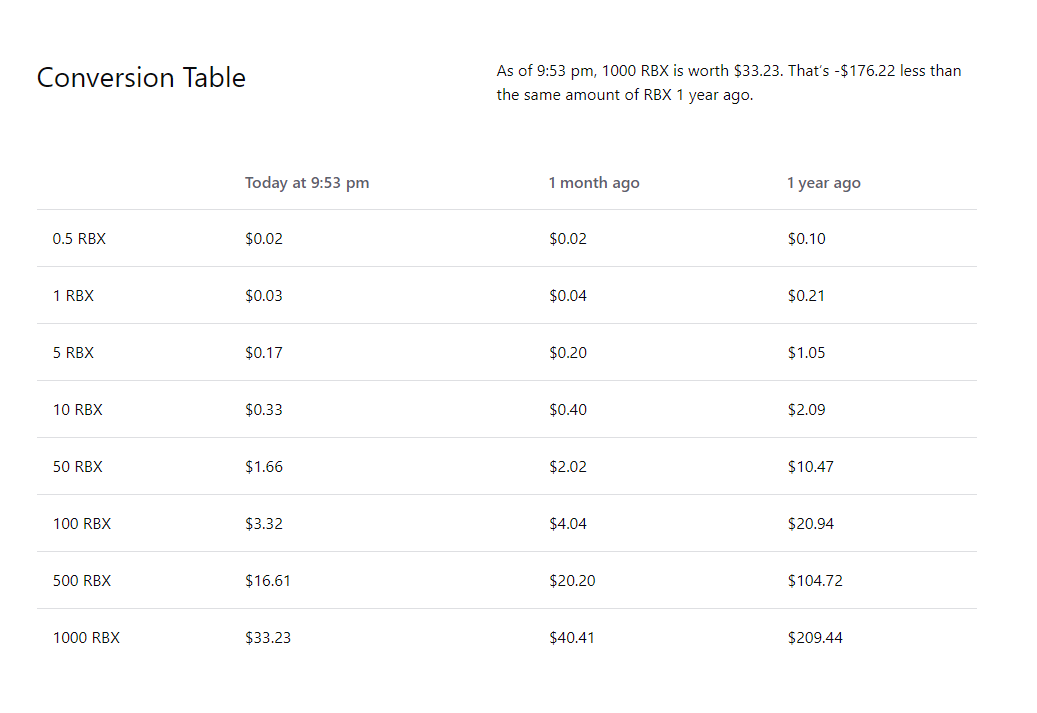 Conversion Table
As of 9:53 pm, 1000 RBX is worth $33.23. That's -$176.22 less than
the same amount of RBX 1 year ago.
Today at 9:53 pm 1 month ago 1 year ago
0.5 RBX $0.02 $0.02 $0.10
1 RBX $0.03 $0.04 $0.21
5 RBX $0.17 $0.20 $1.05
10 RBX $0.33 $0.40 $2.09
50 RBX $1.66 $2.02 $10.47
100 RBX $3.32 $4.04 $20.94
500 RBX $16.61 $20.20 $104.72
1000 RBX $33.23 $40.41 $209.44